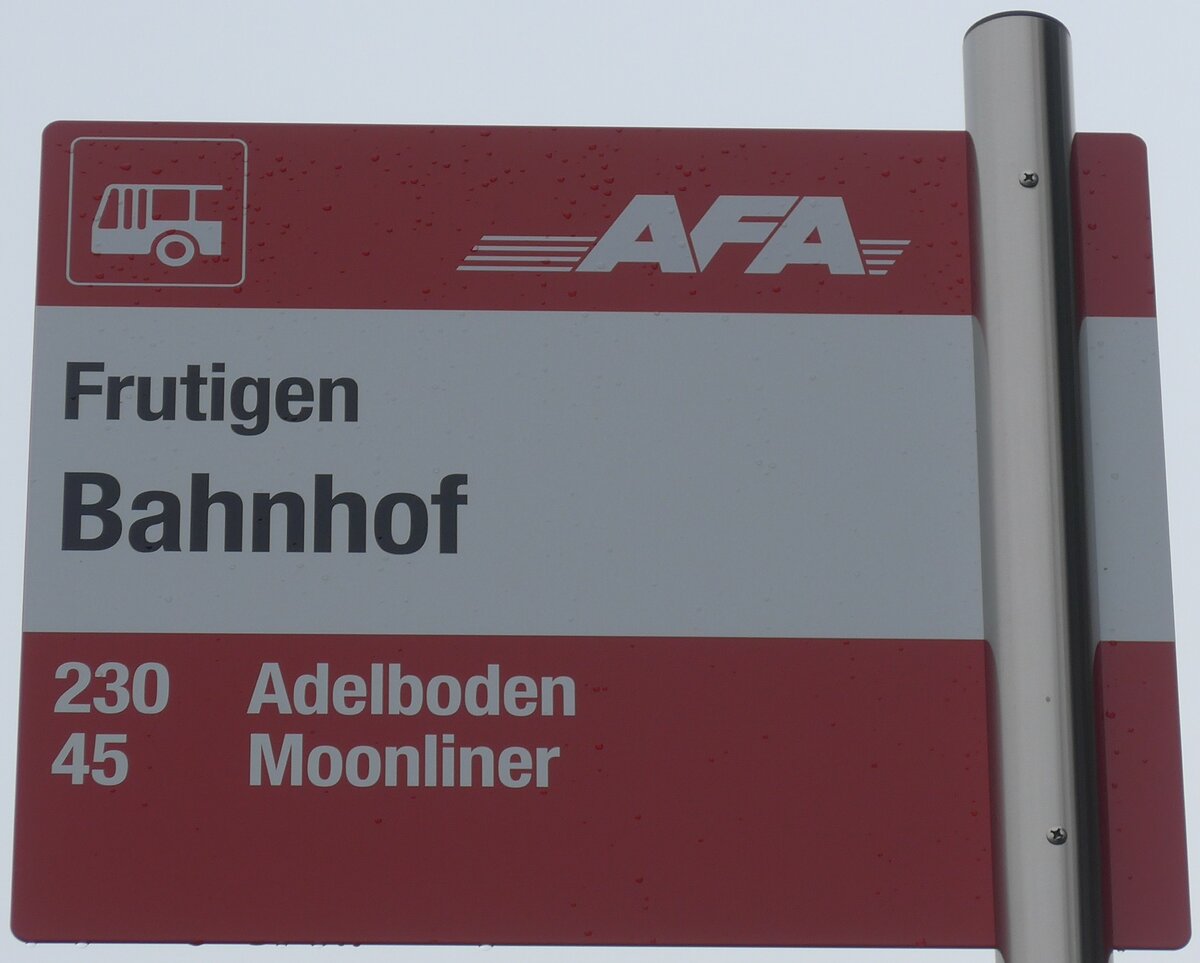 AFA
Frutigen
Bahnhof
230 Adelboden
45 Moonliner